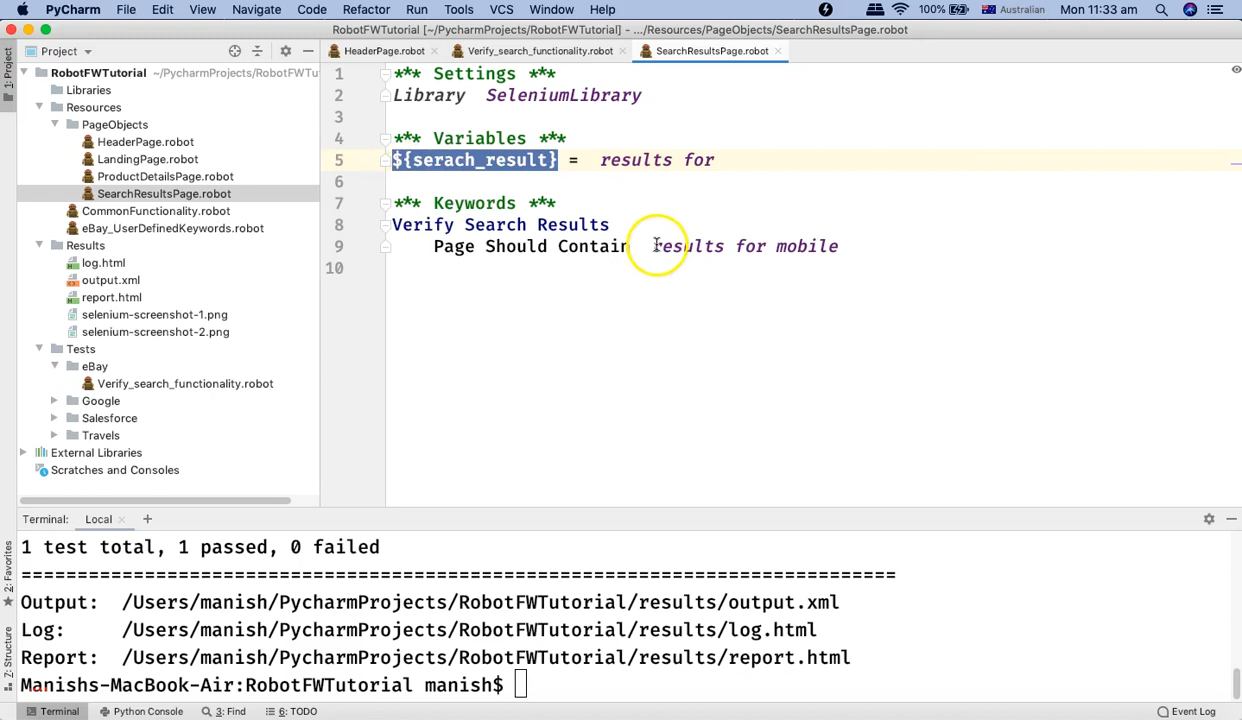 PyCharm File Edit View Navigate Code Refactor Run Tools VCS Window Help 100% Australian Mon 11:33 am
RobotFWTutorial [~/PycharmProjects/RobotFWTutorial] - .../Resources/PageObjects/SearchResultsPage.robot
Project
HeaderPage.robot Verify_search_functionality.robot SearchResultsPage.robot
1: Project
RobotFWTutorial ~/PycharmProjects/RobotFWTu
Libraries
Resources
PageObjects
HeaderPage.robot
LandingPage.robot
ProductDetailsPage.robot
SearchResultsPage.robot
CommonFunctionality.robot
eBay_UserDefinedKeywords.robot
Results
log.html
output.xml
report.html
selenium-screenshot-1.png
selenium-screenshot-2.png
Tests
eBay
Verify_search_functionality.robot
Google
Salesforce
Travels
External Libraries
Scratches and Consoles
1 *** Settings ***
2 Library SeleniumLibrary
3
4 *** Variables ***
5 ${serach_result} = results for
6
7 *** Keywords ***
8 Verify Search Results
9 Page Should Contain results for mobile
10
Terminal: Local +
2: Favorites
7: Structure
1 test total, 1 passed, 0 failed
==============================================================================
Output: /Users/manish/PycharmProjects/RobotFWTutorial/results/output.xml
Log: /Users/manish/PycharmProjects/RobotFWTutorial/results/log.html
Report: /Users/manish/PycharmProjects/RobotFWTutorial/results/report.html
Manishs-MacBook-Air:RobotFWTutorial manish$
Terminal Python Console 3: Find 6: TODO Event Log